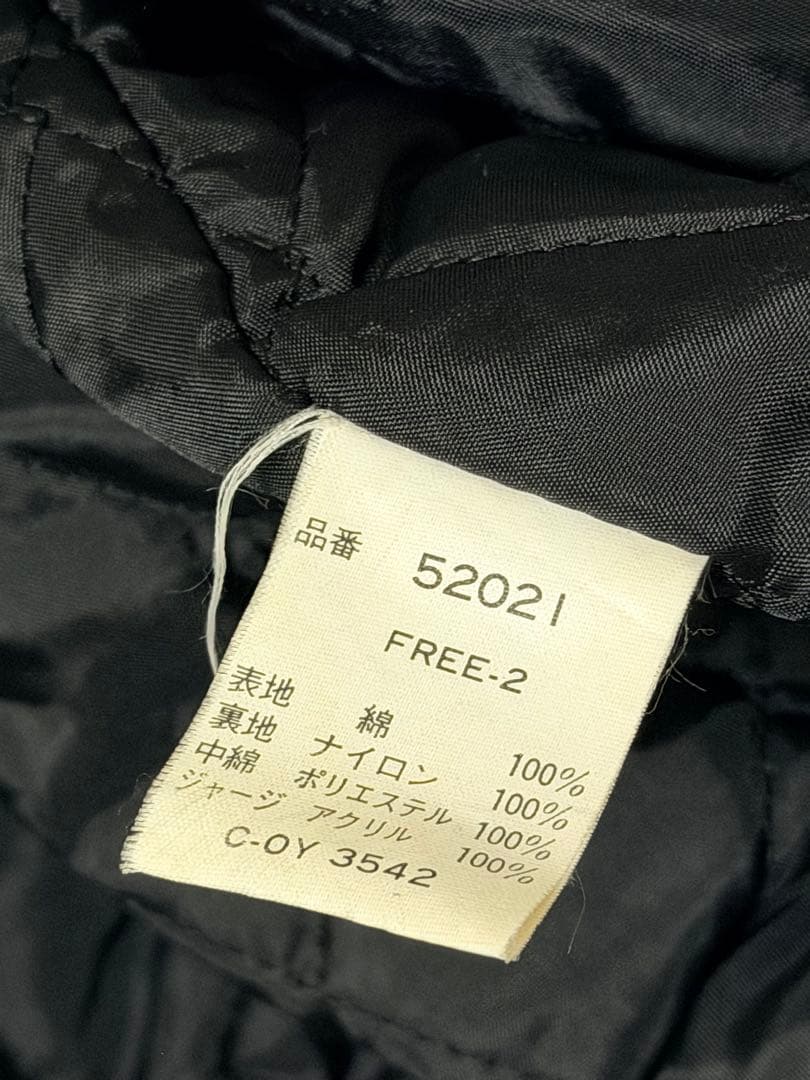 品番 52021
FREE-2
表地 綿 100%
裏地 ナイロン 100%
中綿 ポリエステル 100%
ジャージ アクリル 100%
C-OY 3542